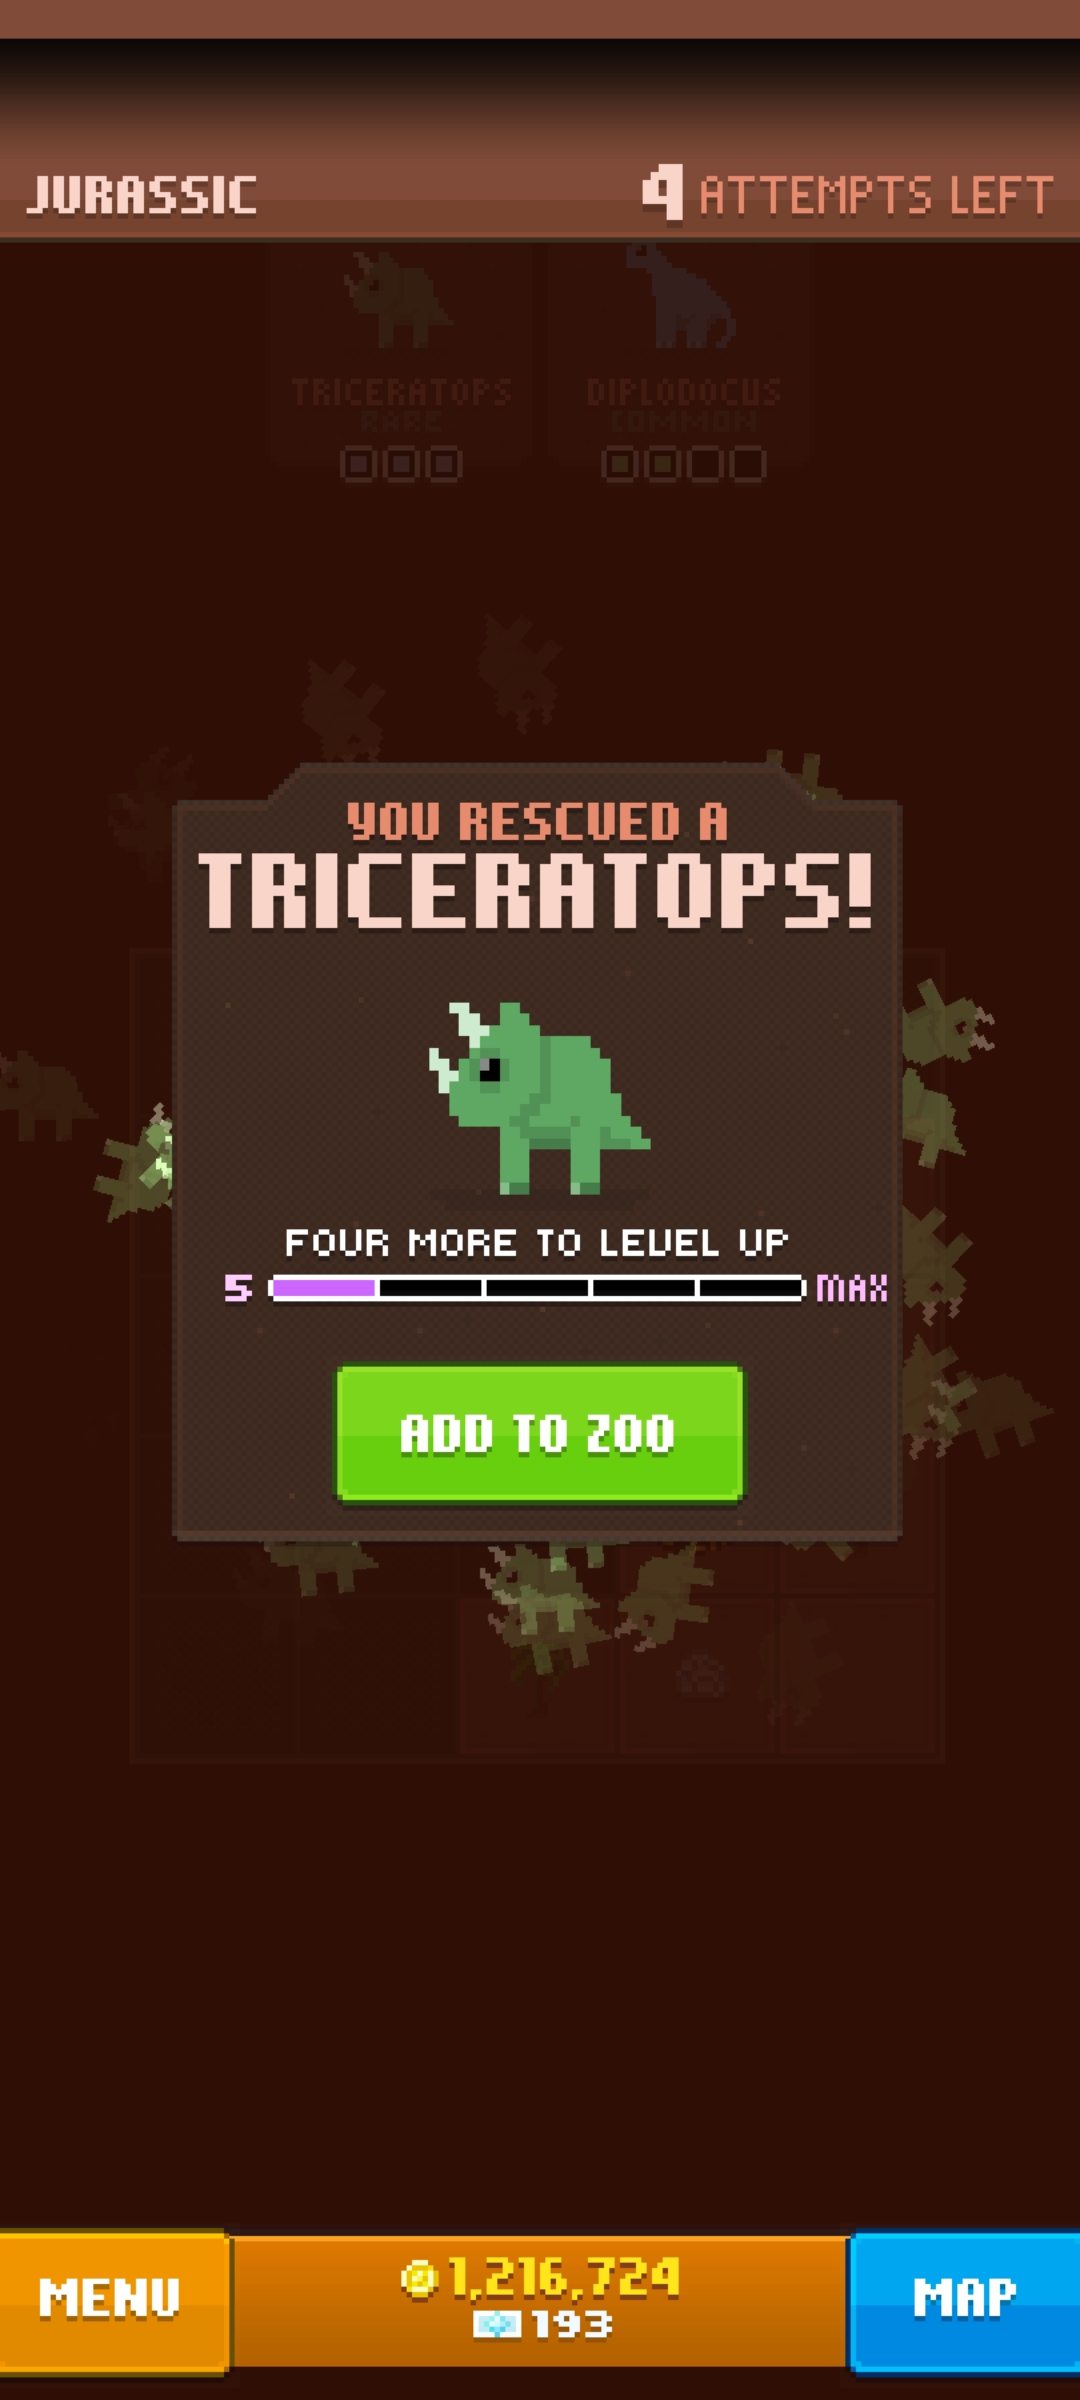 JURASSIC
4 ATTEMPTS LEFT
TRICERATOPS
RARE
DIPLODOCUS
COMMON
YOU RESCUED A
TRICERATOPS!
FOUR MORE TO LEVEL UP
5 MAX
ADD TO ZOO
MENU
1,216,724
193
MAP